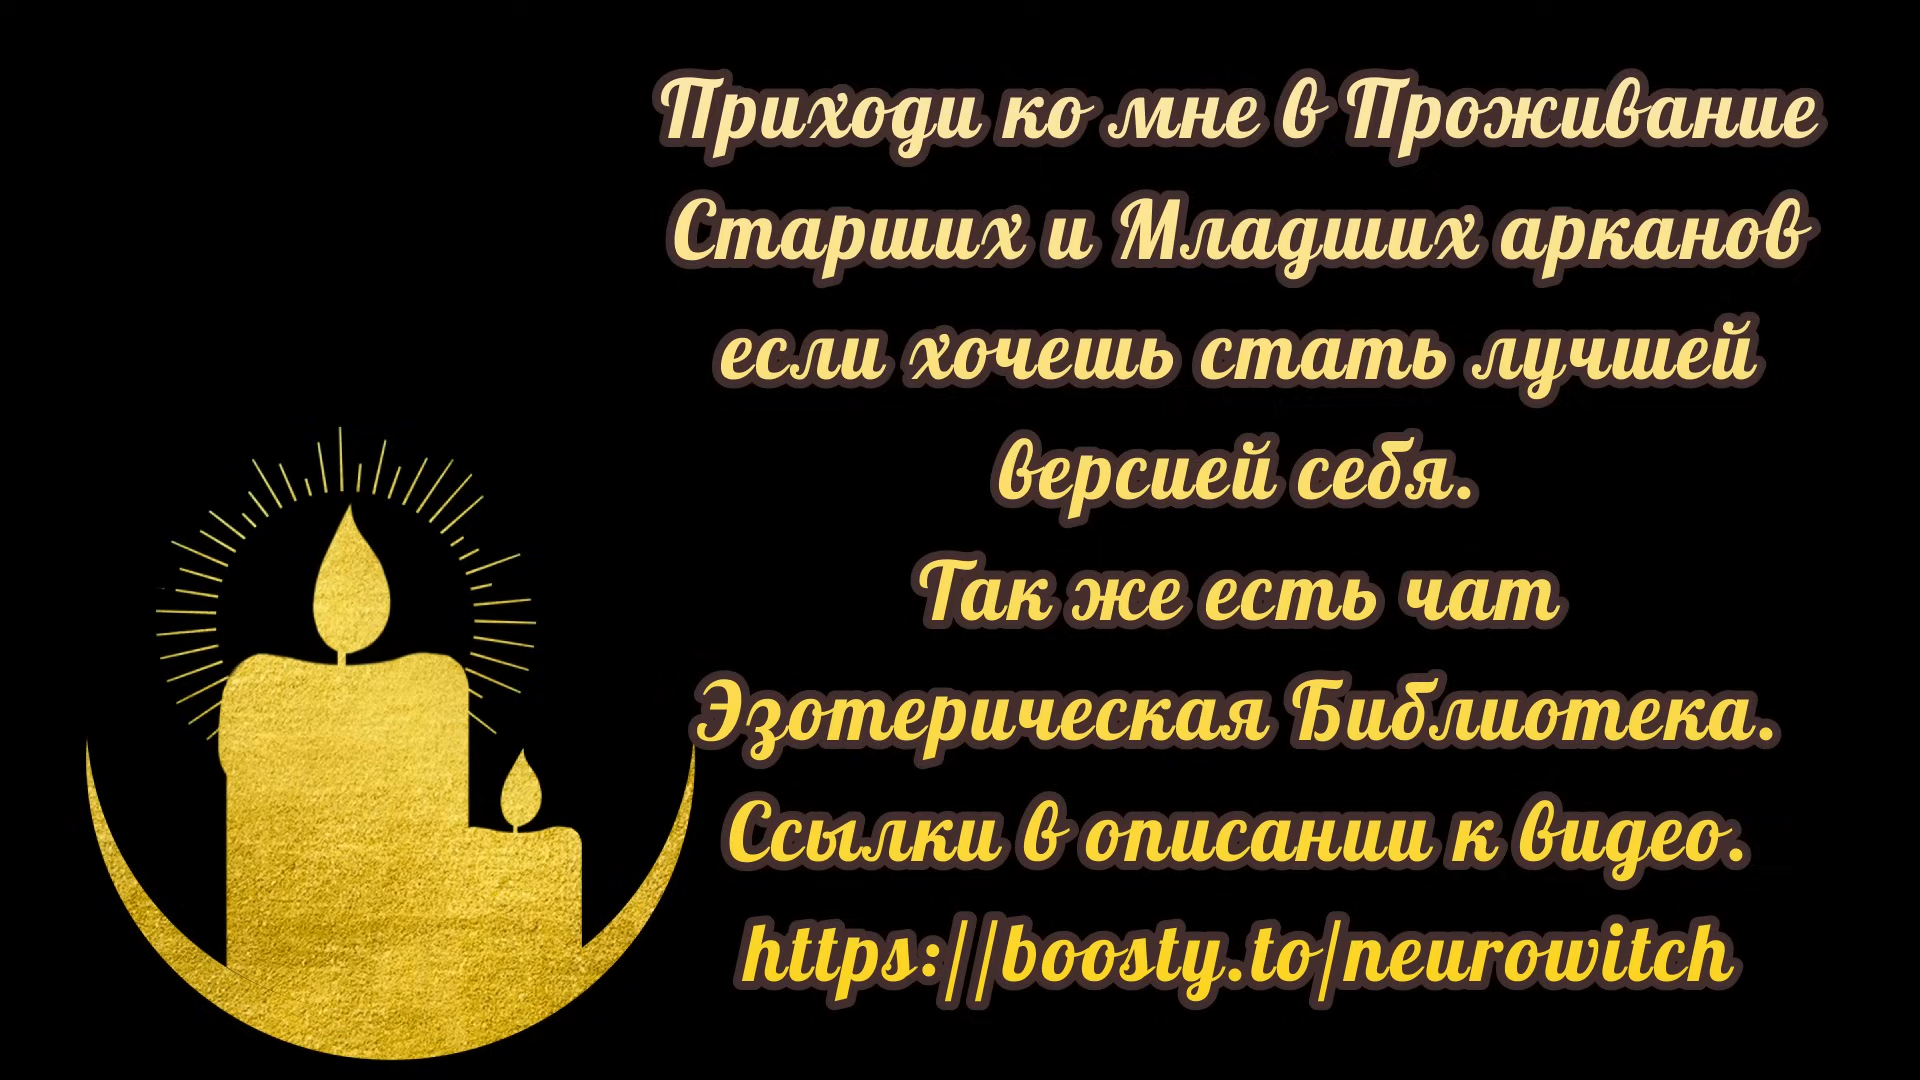 Приходи ко мне в Проживание
Старших и Младших арканов
если хочешь стать лучшей
версией себя.
Так же есть чат
Эзотерическая Библиотека.
Ссылки в описании к видео.
https://boosty.to/neurowitch